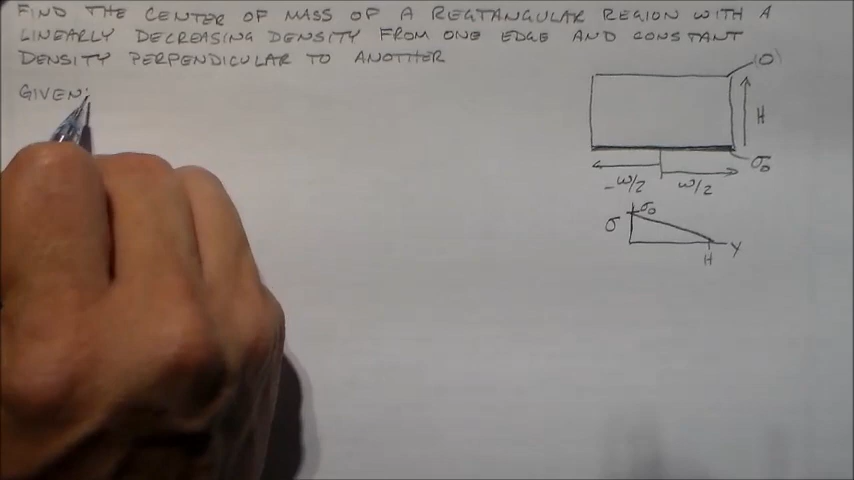 FIND THE CENTER OF MASS OF A RECTANGULAR REGION WITH A
LINEARLY DECREASING DENSITY FROM ONE EDGE AND CONSTANT
DENSITY PERPENDICULAR TO ANOTHER
GIVEN:
(0)
H
σ₀
-W/2
W/2
σ₀
σ
Y
H